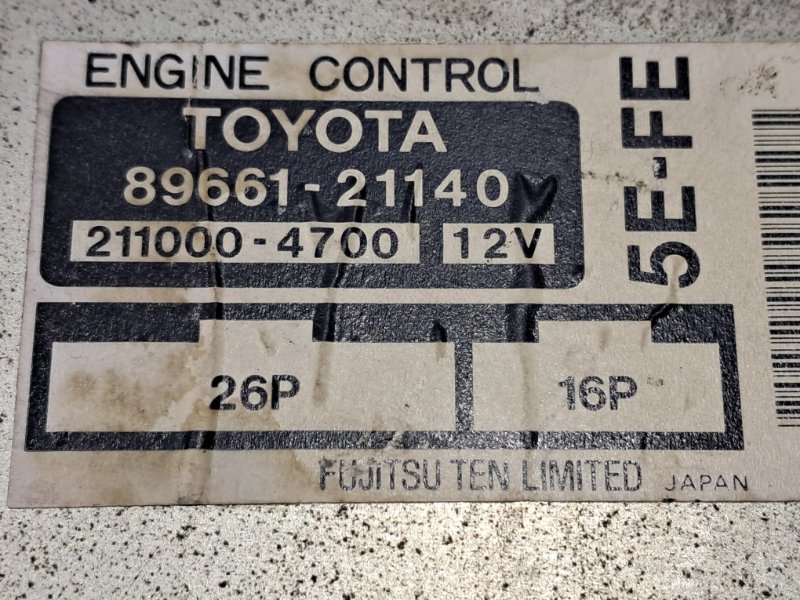 ENGINE CONTROL
TOYOTA
89661-21140
211000-4700 12V
5E-FE
26P 16P
FUJITSU TEN LIMITED JAPAN